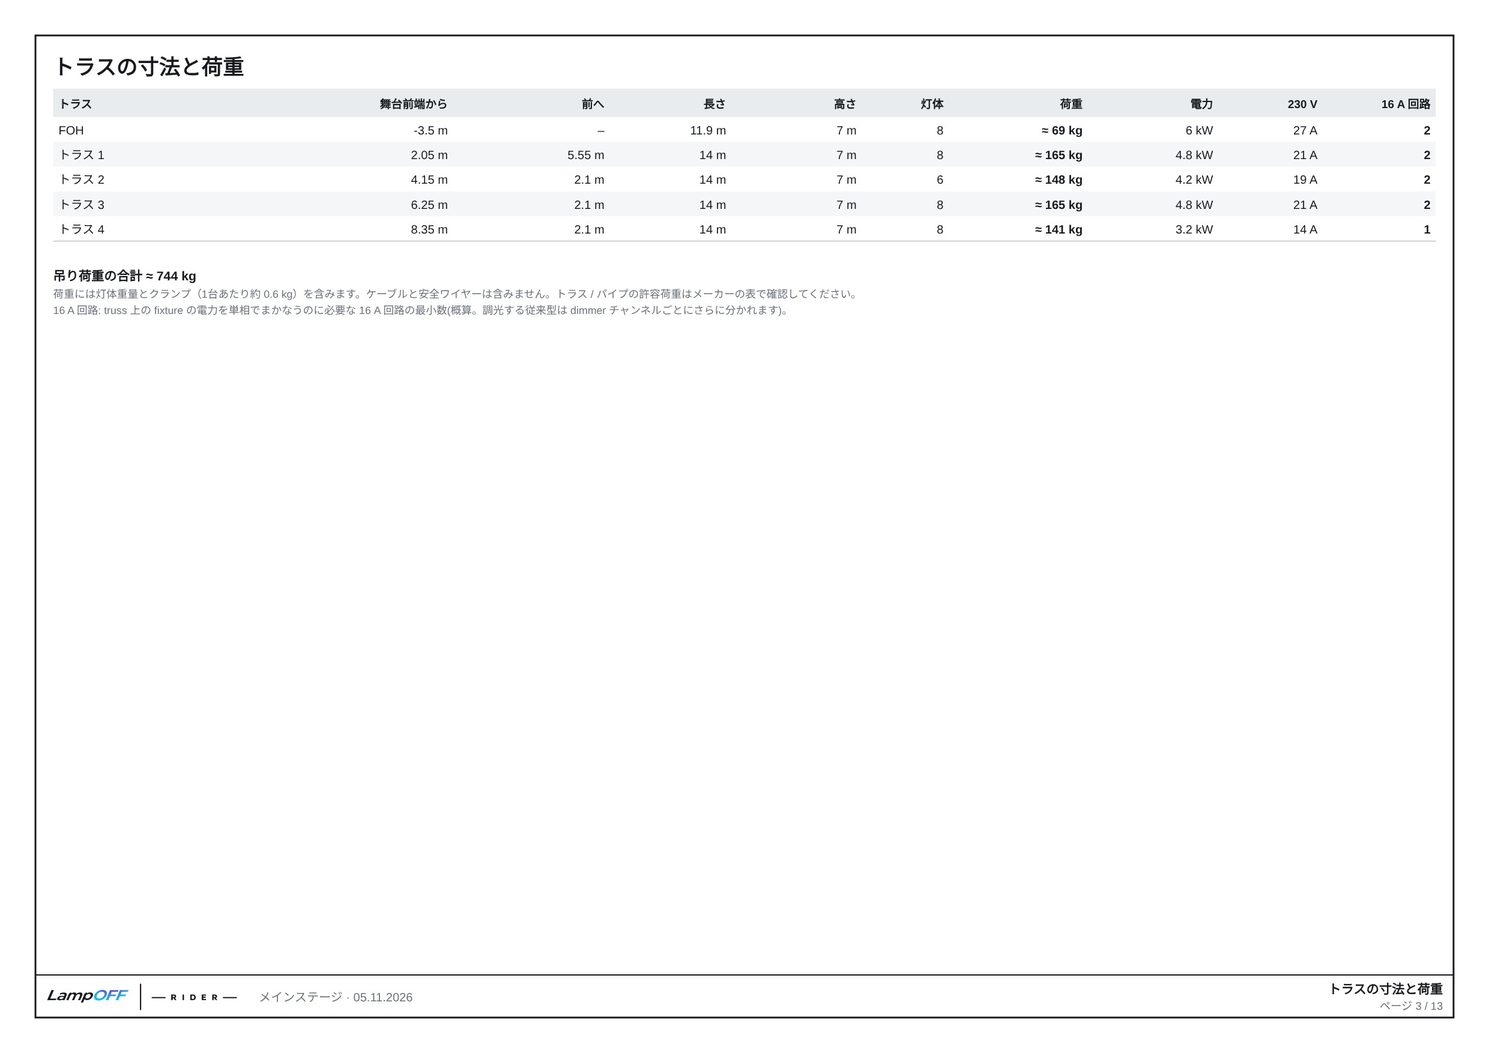 トラスの寸法と荷重
トラス 舞台前端から 前へ 長さ 高さ 灯体 荷重 電力 230 V 16 A 回路
FOH -3.5 m – 11.9 m 7 m 8 ≈ 69 kg 6 kW 27 A 2
トラス 1 2.05 m 5.55 m 14 m 7 m 8 ≈ 165 kg 4.8 kW 21 A 2
トラス 2 4.15 m 2.1 m 14 m 7 m 6 ≈ 148 kg 4.2 kW 19 A 2
トラス 3 6.25 m 2.1 m 14 m 7 m 8 ≈ 165 kg 4.8 kW 21 A 2
トラス 4 8.35 m 2.1 m 14 m 7 m 8 ≈ 141 kg 3.2 kW 14 A 1
吊り荷重の合計 ≈ 744 kg
荷重には灯体重量とクランプ（1台あたり約 0.6 kg）を含みます。ケーブルと安全ワイヤーは含みません。トラス / パイプの許容荷重はメーカーの表で確認してください。
16 A 回路: truss 上の fixture の電力を単相でまかなうのに必要な 16 A 回路の最小数(概算。調光する従来型は dimmer チャンネルごとにさらに分かれます)。
LampOFF — RIDER — メインステージ · 05.11.2026
トラスの寸法と荷重
ページ 3 / 13